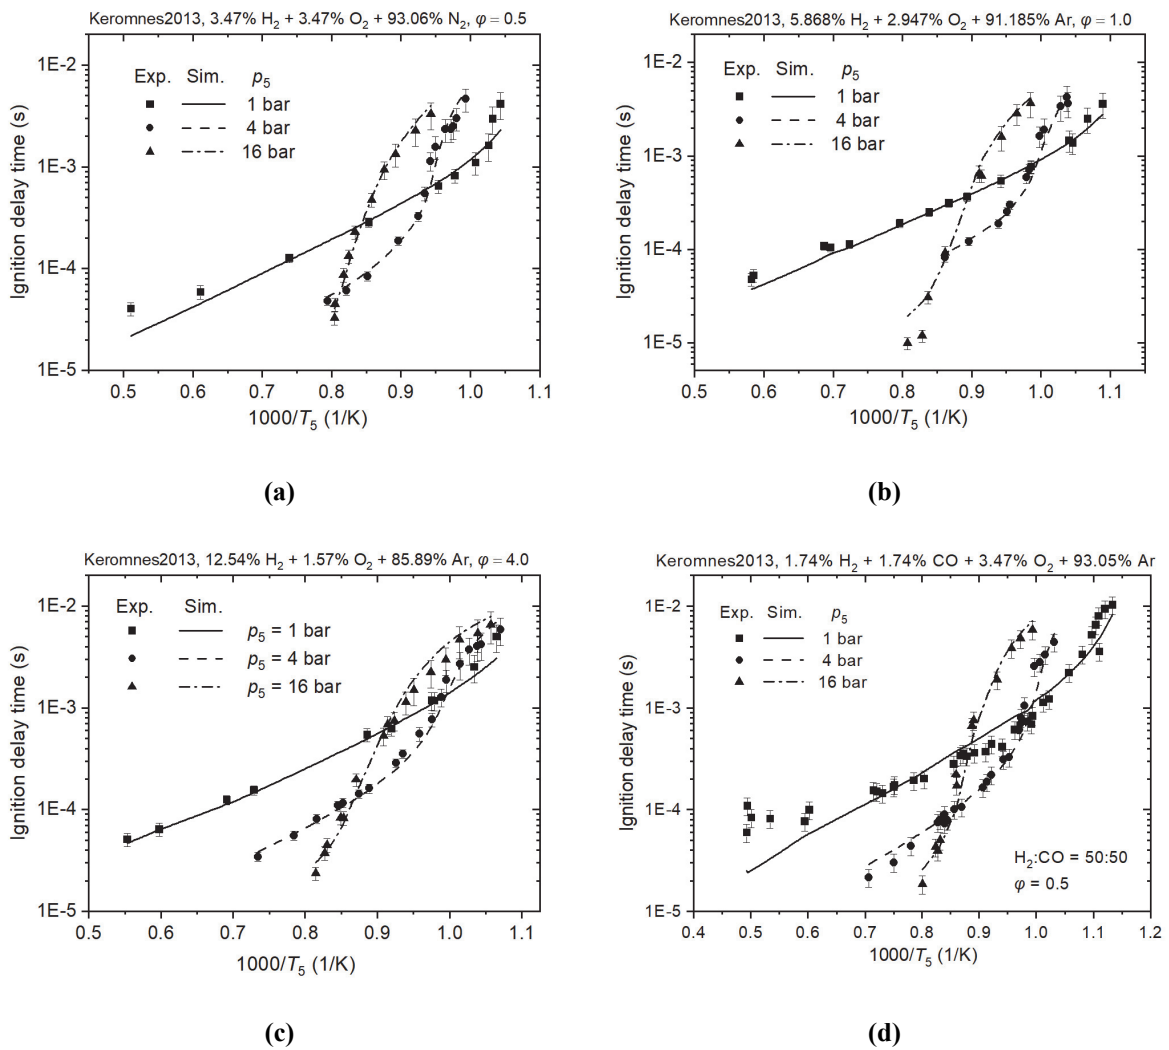 Keromnes2013, 3.47% H₂ + 3.47% O₂ + 93.06% N₂, φ = 0.5
1E-2
1E-3
1E-4
1E-5
Ignition delay time (s)
Exp. Sim. p₅
1 bar
4 bar
16 bar
0.5 0.6 0.7 0.8 0.9 1.0 1.1
1000/T₅ (1/K)
(a)
Keromnes2013, 5.868% H₂ + 2.947% O₂ + 91.185% Ar, φ = 1.0
1E-2
1E-3
1E-4
1E-5
Ignition delay time (s)
Exp. Sim. p₅
1 bar
4 bar
16 bar
0.5 0.6 0.7 0.8 0.9 1.0 1.1
1000/T₅ (1/K)
(b)
Keromnes2013, 12.54% H₂ + 1.57% O₂ + 85.89% Ar, φ = 4.0
1E-2
1E-3
1E-4
1E-5
Ignition delay time (s)
Exp. Sim.
p₅ = 1 bar
p₅ = 4 bar
p₅ = 16 bar
0.5 0.6 0.7 0.8 0.9 1.0 1.1
1000/T₅ (1/K)
(c)
Keromnes2013, 1.74% H₂ + 1.74% CO + 3.47% O₂ + 93.05% Ar
1E-2
1E-3
1E-4
1E-5
Ignition delay time (s)
Exp. Sim. p₅
1 bar
4 bar
16 bar
H₂:CO = 50:50
φ = 0.5
0.4 0.5 0.6 0.7 0.8 0.9 1.0 1.1 1.2
1000/T₅ (1/K)
(d)